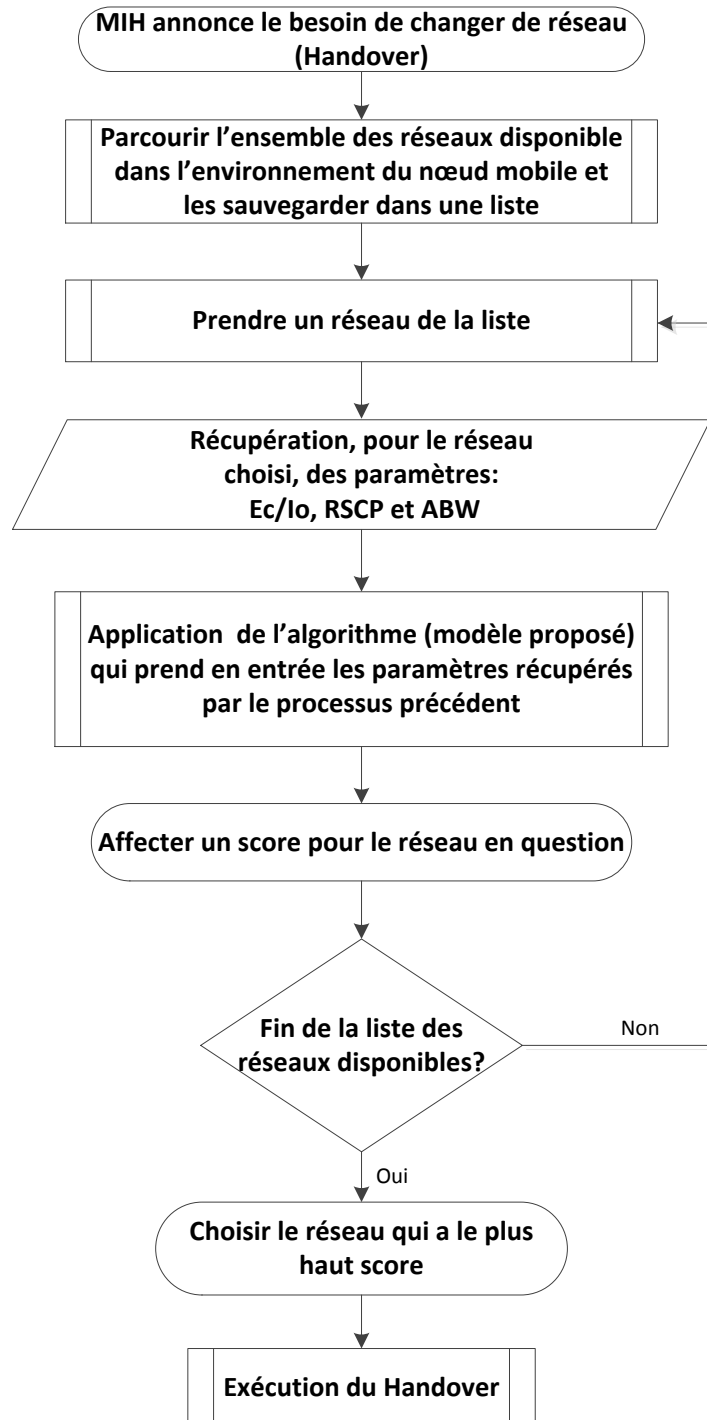 MIH annonce le besoin de changer de réseau
(Handover)
Parcourir l’ensemble des réseaux disponible
dans l’environnement du nœud mobile et
les sauvegarder dans une liste
Prendre un réseau de la liste
Récupération, pour le réseau
choisi, des paramètres:
Ec/Io, RSCP et ABW
Application de l’algorithme (modèle proposé)
qui prend en entrée les paramètres récupérés
par le processus précédent
Affecter un score pour le réseau en question
Fin de la liste des
réseaux disponibles?
Non
Oui
Choisir le réseau qui a le plus
haut score
Exécution du Handover